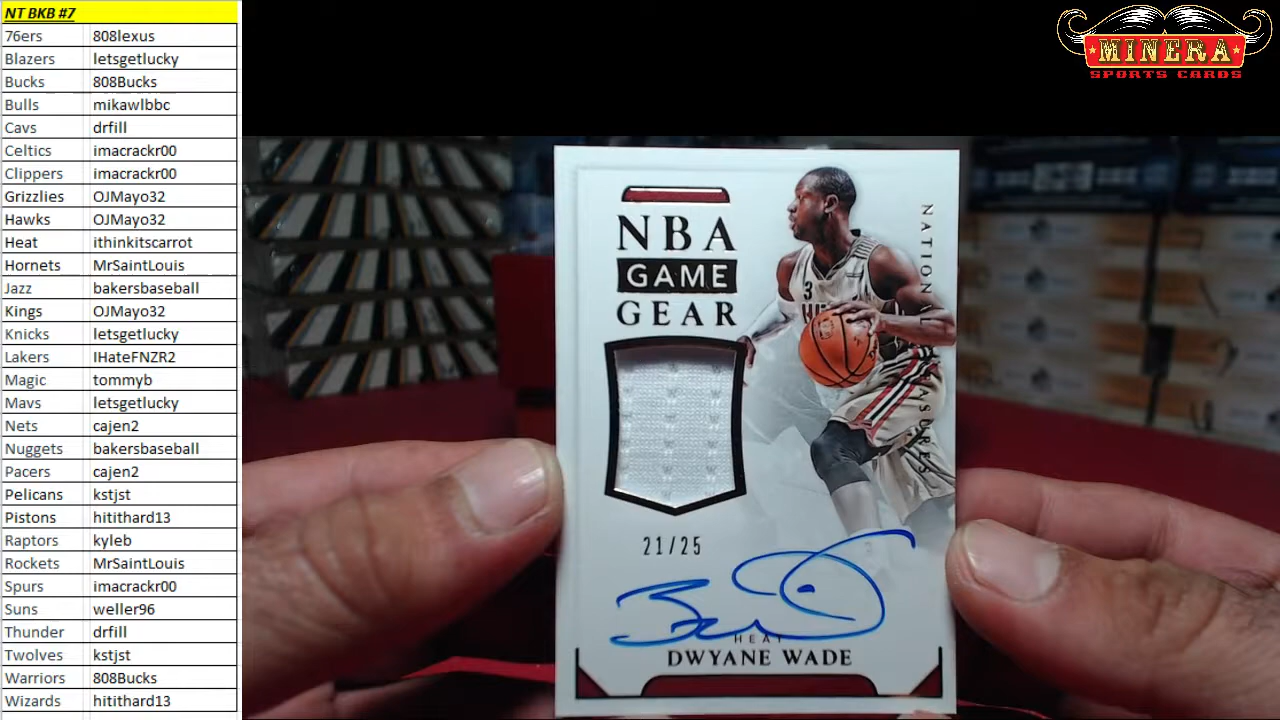 NT BKB #7
76ers 808lexus
Blazers letsgetlucky
Bucks 808Bucks
Bulls mikawlbbc
Cavs drfill
Celtics imacrackr00
Clippers imacrackr00
Grizzlies OJMayo32
Hawks OJMayo32
Heat ithinkitscarrot
Hornets MrSaintLouis
Jazz bakersbaseball
Kings OJMayo32
Knicks letsgetlucky
Lakers IHateFNZR2
Magic tommyb
Mavs letsgetlucky
Nets cajen2
Nuggets bakersbaseball
Pacers cajen2
Pelicans kstjst
Pistons hitithard13
Raptors kyleb
Rockets MrSaintLouis
Spurs imacrackr00
Suns weller96
Thunder drfill
Twolves kstjst
Warriors 808Bucks
Wizards hitithard13
MINERA
SPORTS CARDS
NBA
GAME
GEAR
NATIONAL
3
21/25
HEAT
DWYANE WADE